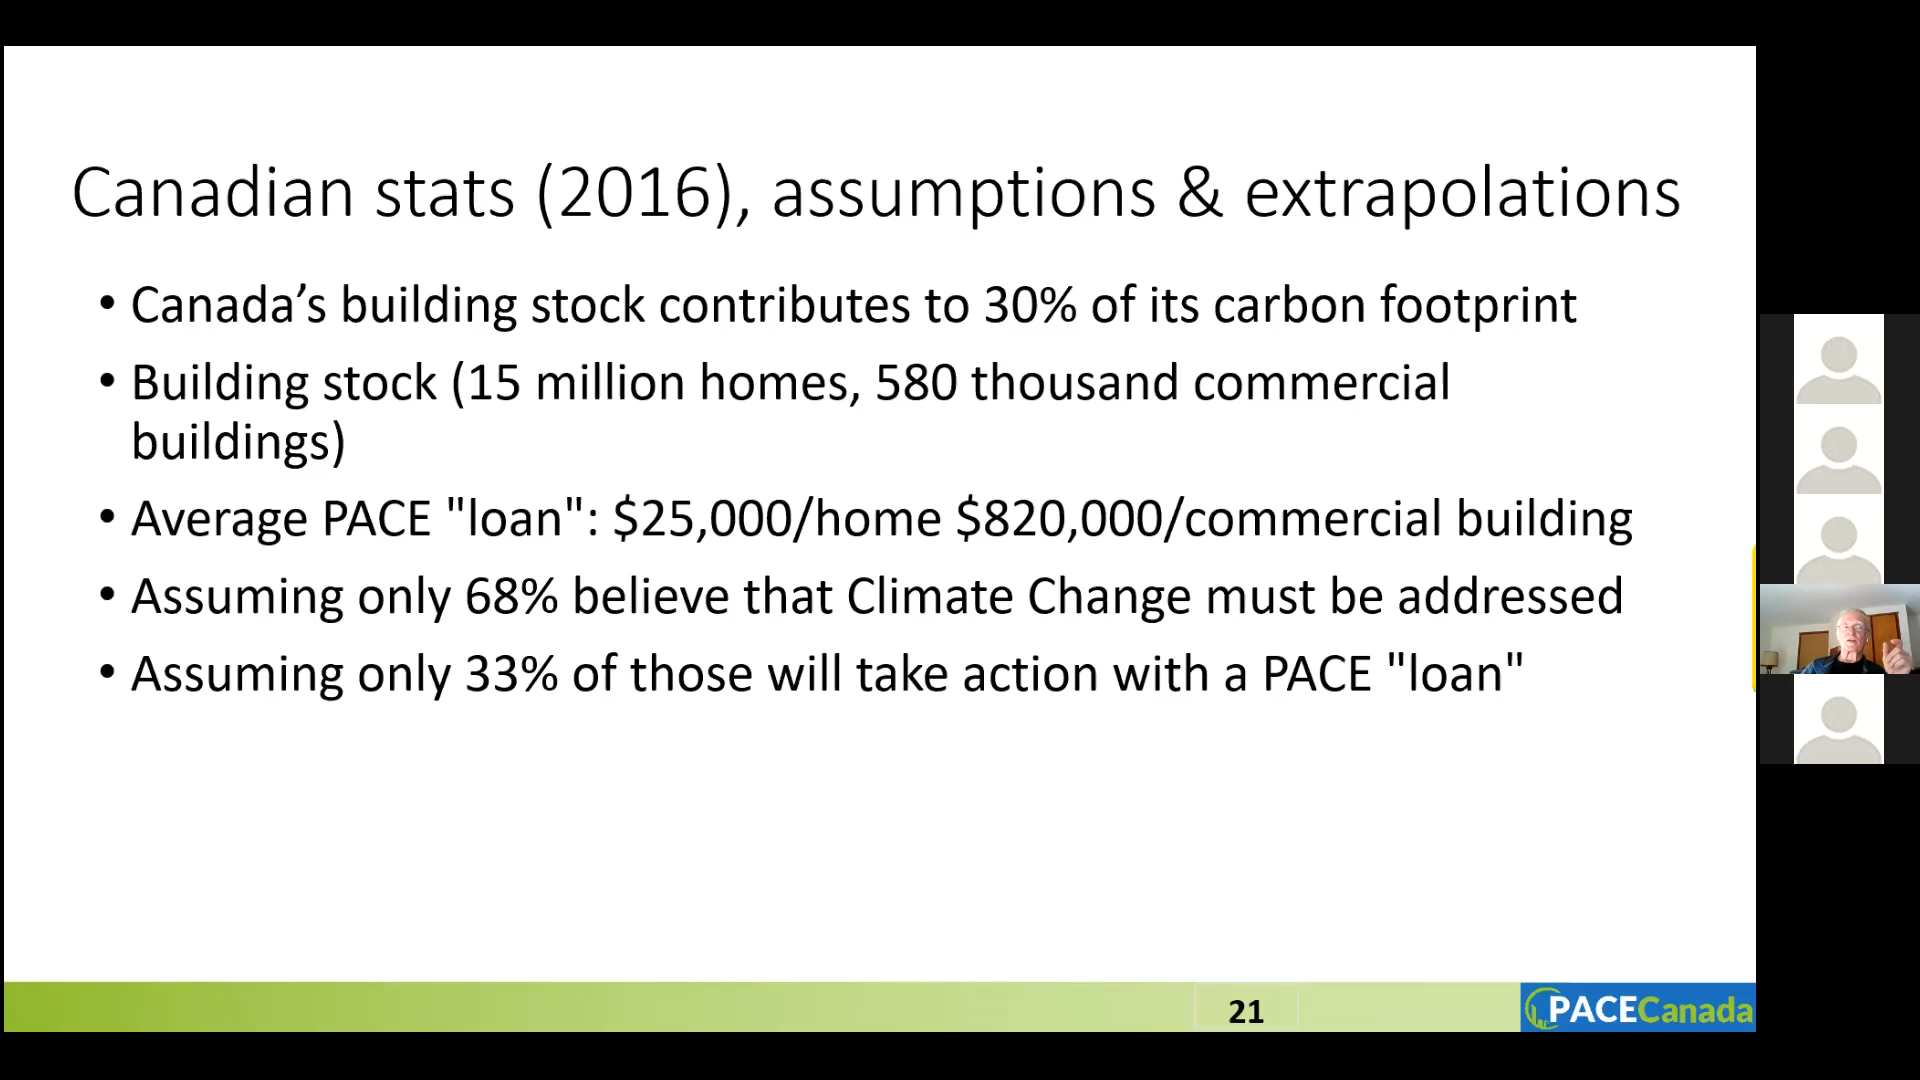 Canadian stats (2016), assumptions & extrapolations
• Canada’s building stock contributes to 30% of its carbon footprint
• Building stock (15 million homes, 580 thousand commercial
buildings)
• Average PACE "loan": $25,000/home $820,000/commercial building
• Assuming only 68% believe that Climate Change must be addressed
• Assuming only 33% of those will take action with a PACE "loan"
21
PACECanada